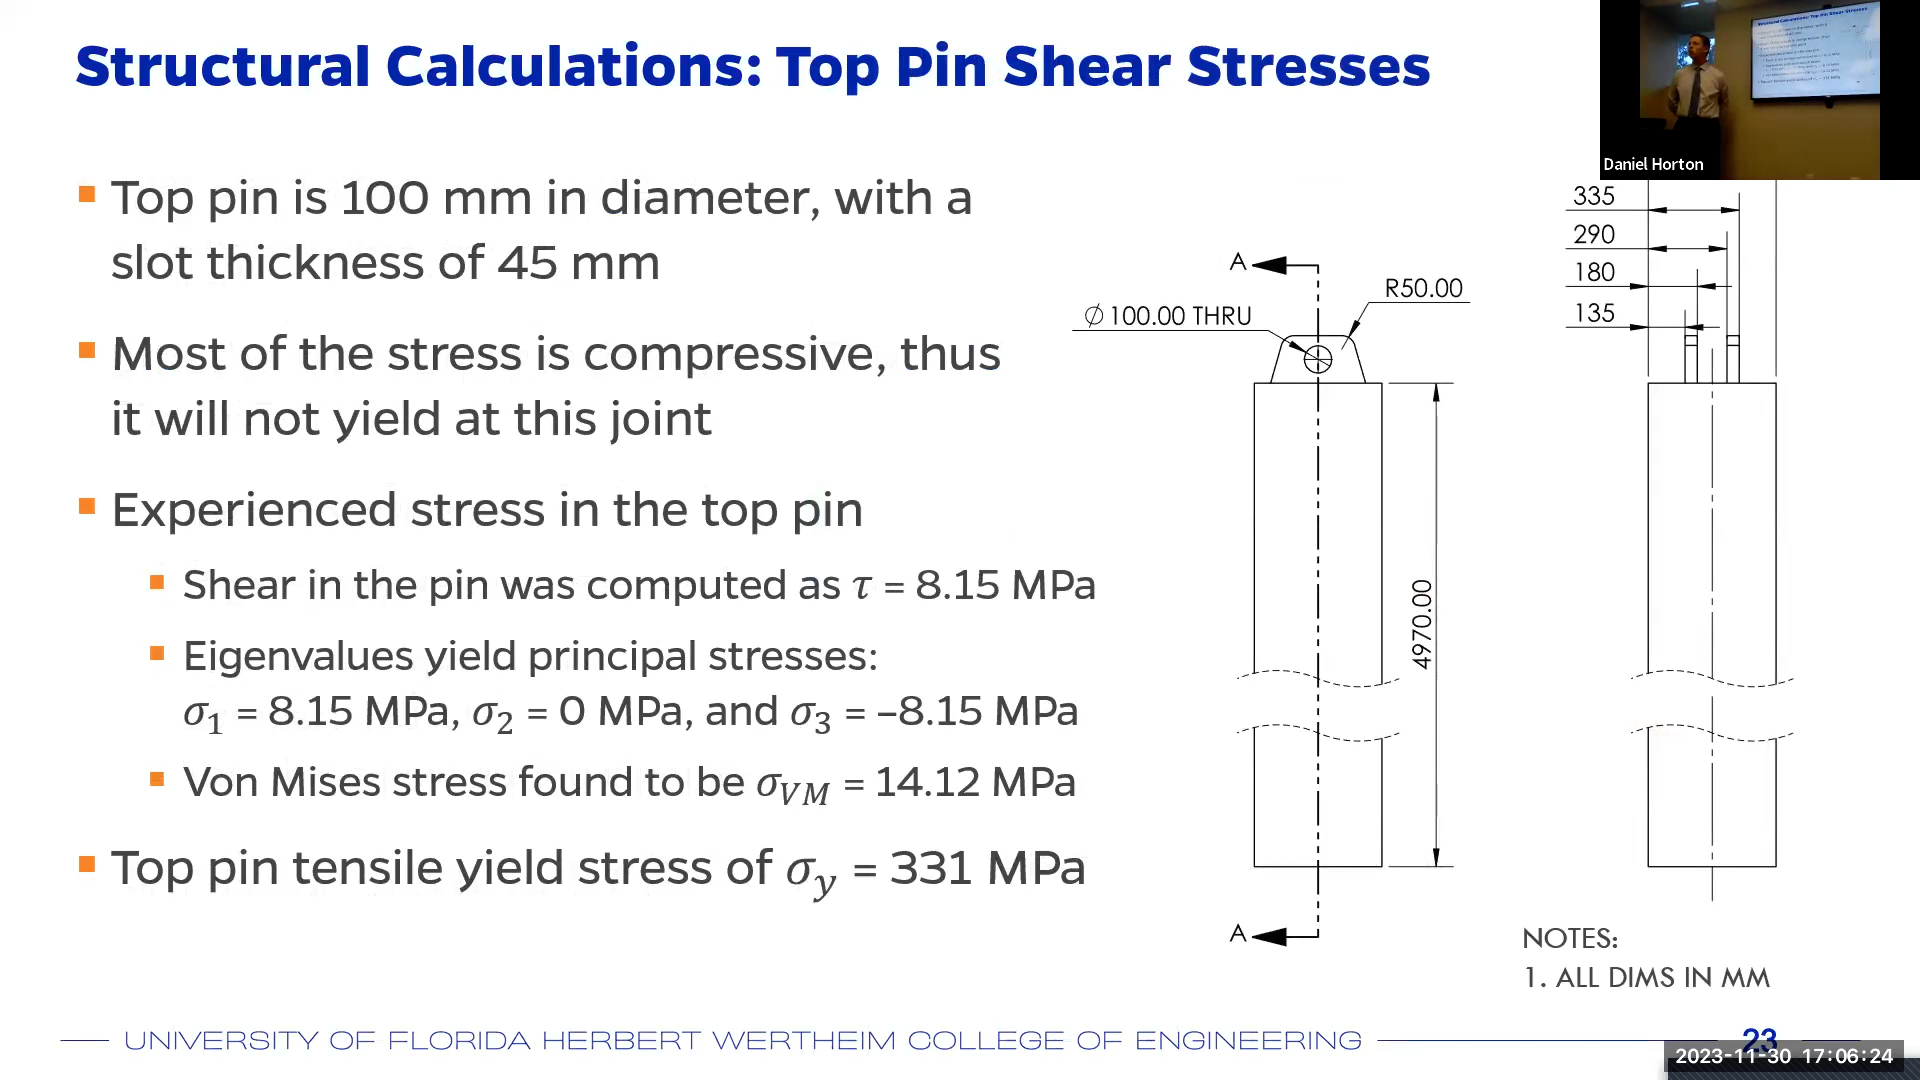 Structural Calculations: Top Pin Shear Stresses
Daniel Horton
▪ Top pin is 100 mm in diameter, with a
slot thickness of 45 mm
▪ Most of the stress is compressive, thus
it will not yield at this joint
▪ Experienced stress in the top pin
▪ Shear in the pin was computed as τ = 8.15 MPa
▪ Eigenvalues yield principal stresses:
σ₁ = 8.15 MPa, σ₂ = 0 MPa, and σ₃ = –8.15 MPa
▪ Von Mises stress found to be σ_VM = 14.12 MPa
▪ Top pin tensile yield stress of σ_y = 331 MPa
A
R50.00
∅ 100.00 THRU
4970.00
A
335
290
180
135
NOTES:
1. ALL DIMS IN MM
UNIVERSITY OF FLORIDA HERBERT WERTHEIM COLLEGE OF ENGINEERING
23
2023-11-30 17:06:24